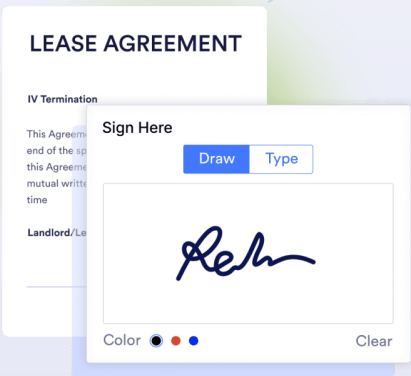 LEASE AGREEMENT
IV Termination
This Agreem
end of the sp
this Agreeme
mutual writte
time
Landlord/Le
Sign Here
Draw Type
Color Clear